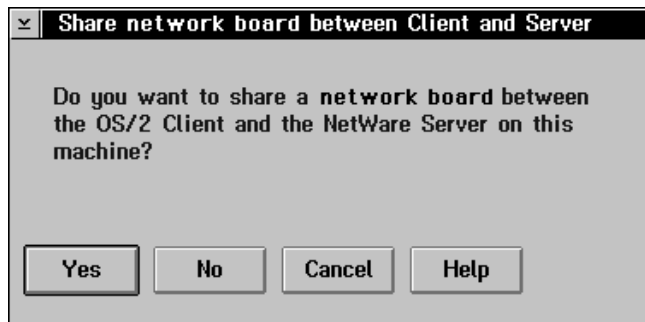 Share network board between Client and Server
Do you want to share a network board between
the OS/2 Client and the NetWare Server on this
machine?
Yes No Cancel Help